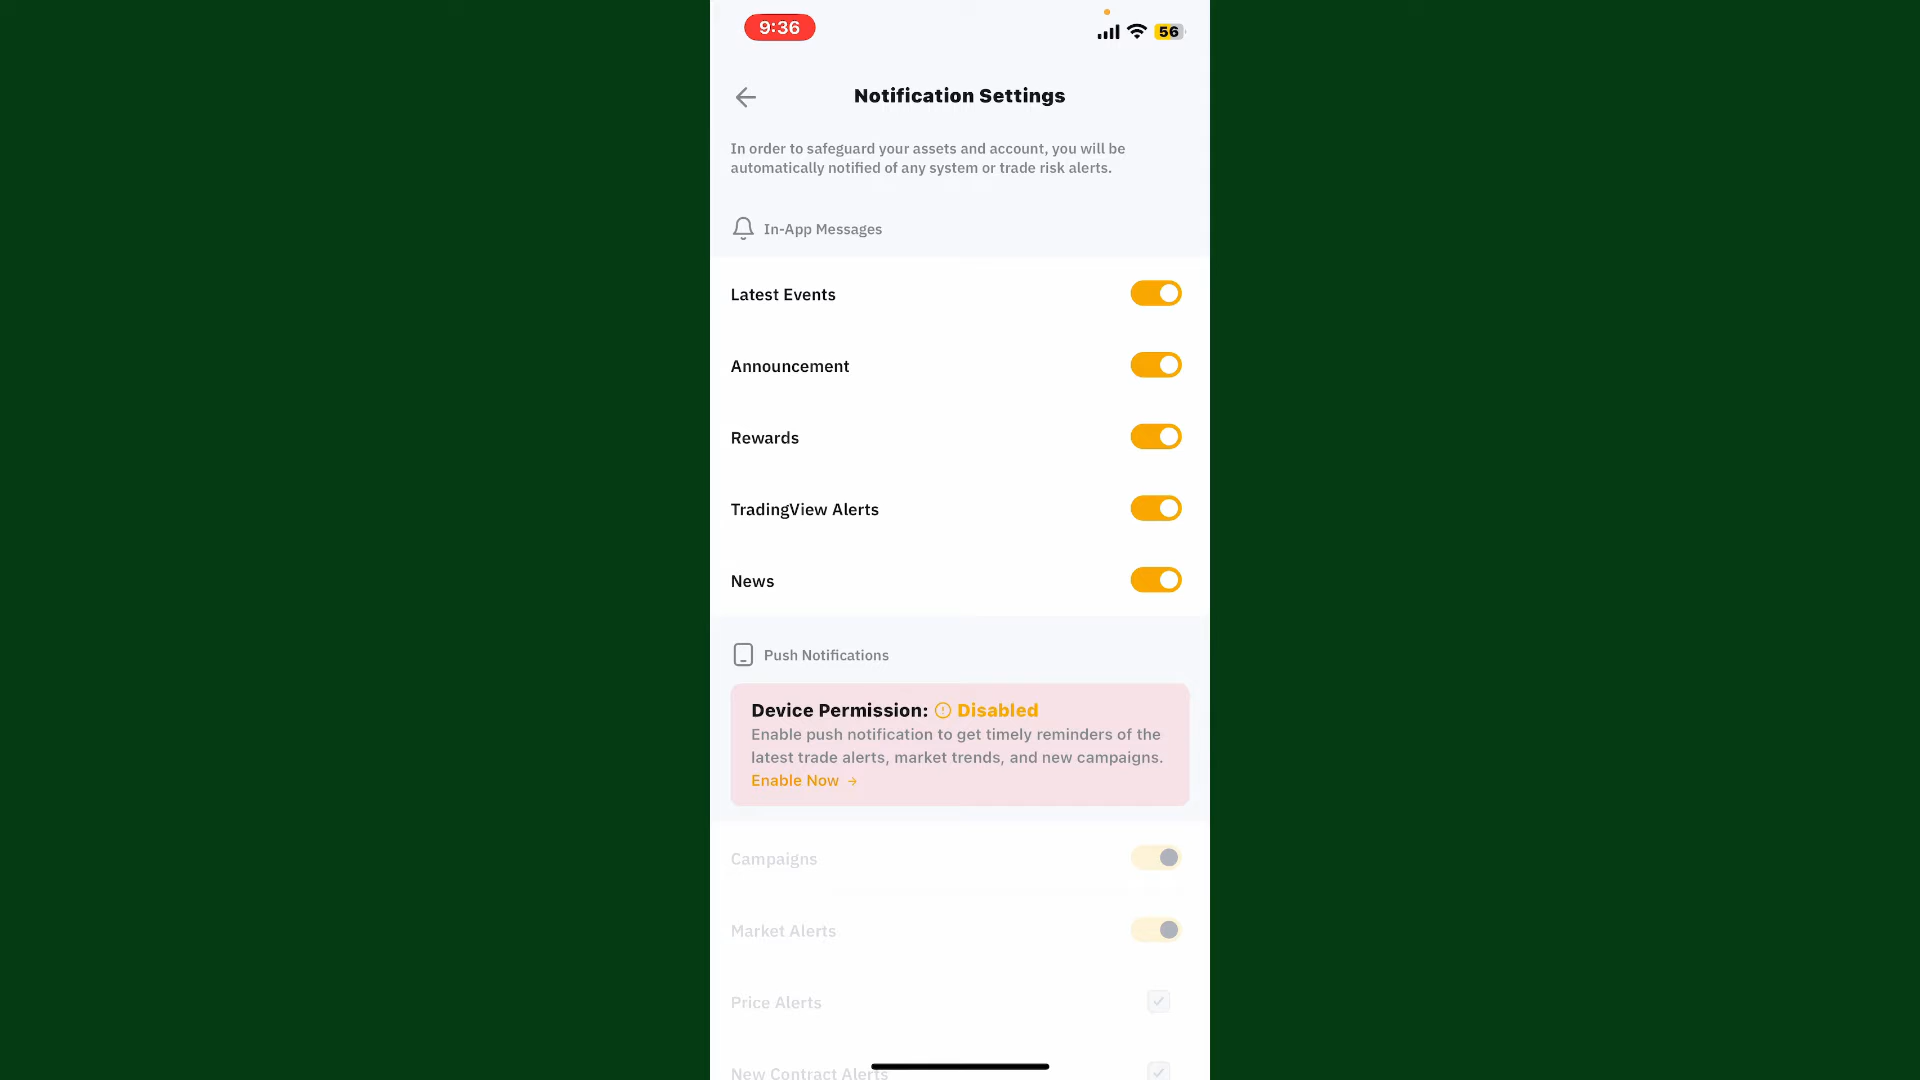 9:36
56
Notification Settings
In order to safeguard your assets and account, you will be
automatically notified of any system or trade risk alerts.
In-App Messages
Latest Events
Announcement
Rewards
TradingView Alerts
News
Push Notifications
Device Permission: Disabled
Enable push notification to get timely reminders of the
latest trade alerts, market trends, and new campaigns.
Enable Now →
Campaigns
Market Alerts
Price Alerts
New Contract Alerts